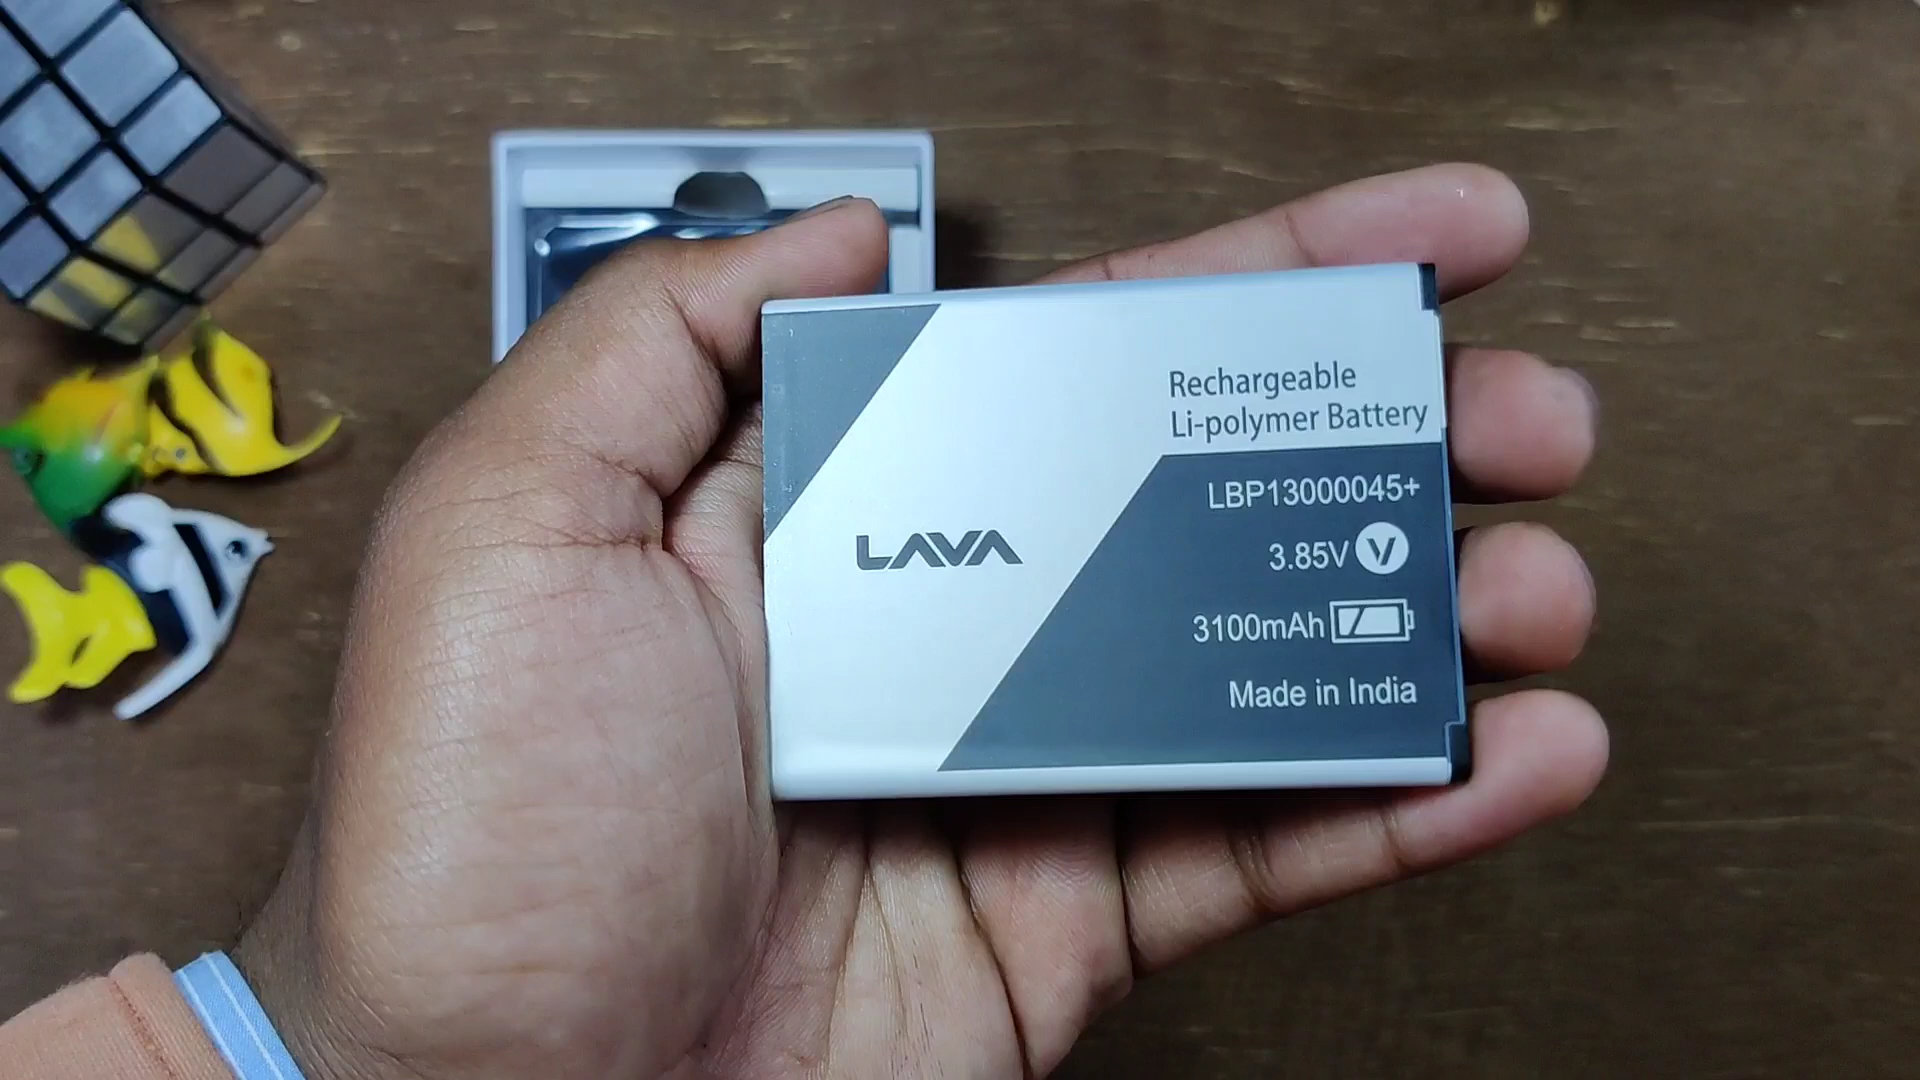 Rechargeable
Li-polymer Battery
LBP13000045+
LAVA
3.85V
3100mAh
Made in India